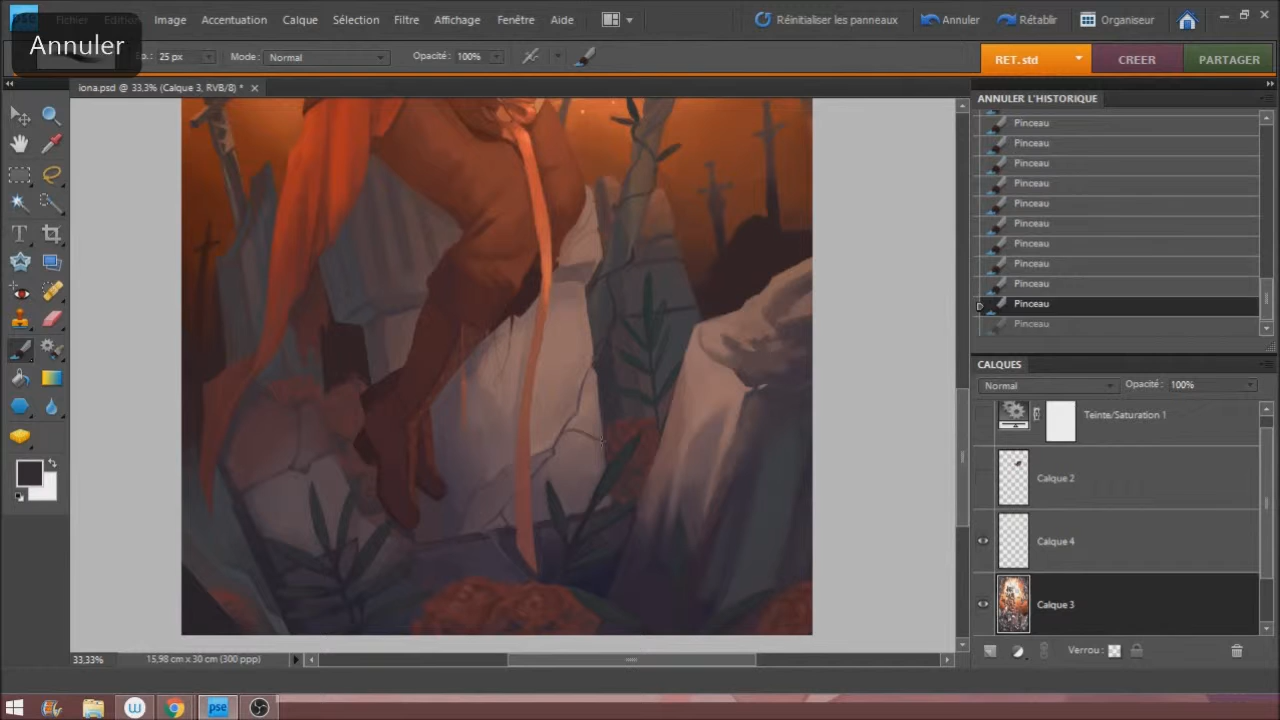 Fichier Edition Image Accentuation Calque Sélection Filtre Affichage Fenêtre Aide Réinitialiser les panneaux Annuler Rétablir Organiseur
Annuler
25 px Mode: Normal Opacité: 100% RET.std CREER PARTAGER
iona.psd @ 33,3% (Calque 3, RVB/8) *
ANNULER L'HISTORIQUE
Pinceau
Pinceau
Pinceau
Pinceau
Pinceau
Pinceau
Pinceau
Pinceau
Pinceau
Pinceau
Pinceau
CALQUES
Normal Opacité: 100%
Teinte/Saturation 1
Calque 2
Calque 4
Calque 3
Verrou:
33,33% 15,98 cm x 30 cm (300 ppp)
pse